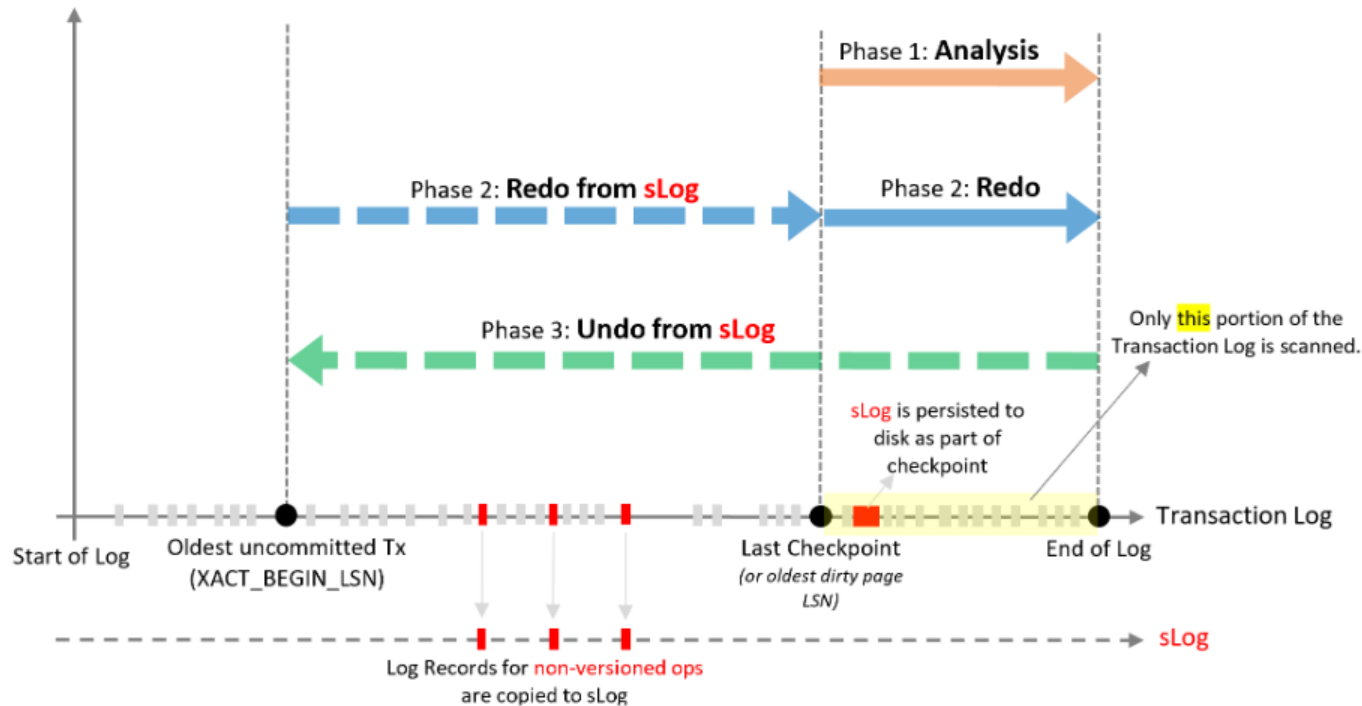 Phase 1: Analysis
Phase 2: Redo from sLog
Phase 2: Redo
Phase 3: Undo from sLog
Only this portion of the
Transaction Log is scanned.
sLog is persisted to
disk as part of
checkpoint
Transaction Log
Start of Log
Oldest uncommitted Tx
(XACT_BEGIN_LSN)
Last Checkpoint
(or oldest dirty page
LSN)
End of Log
sLog
Log Records for non-versioned ops
are copied to sLog